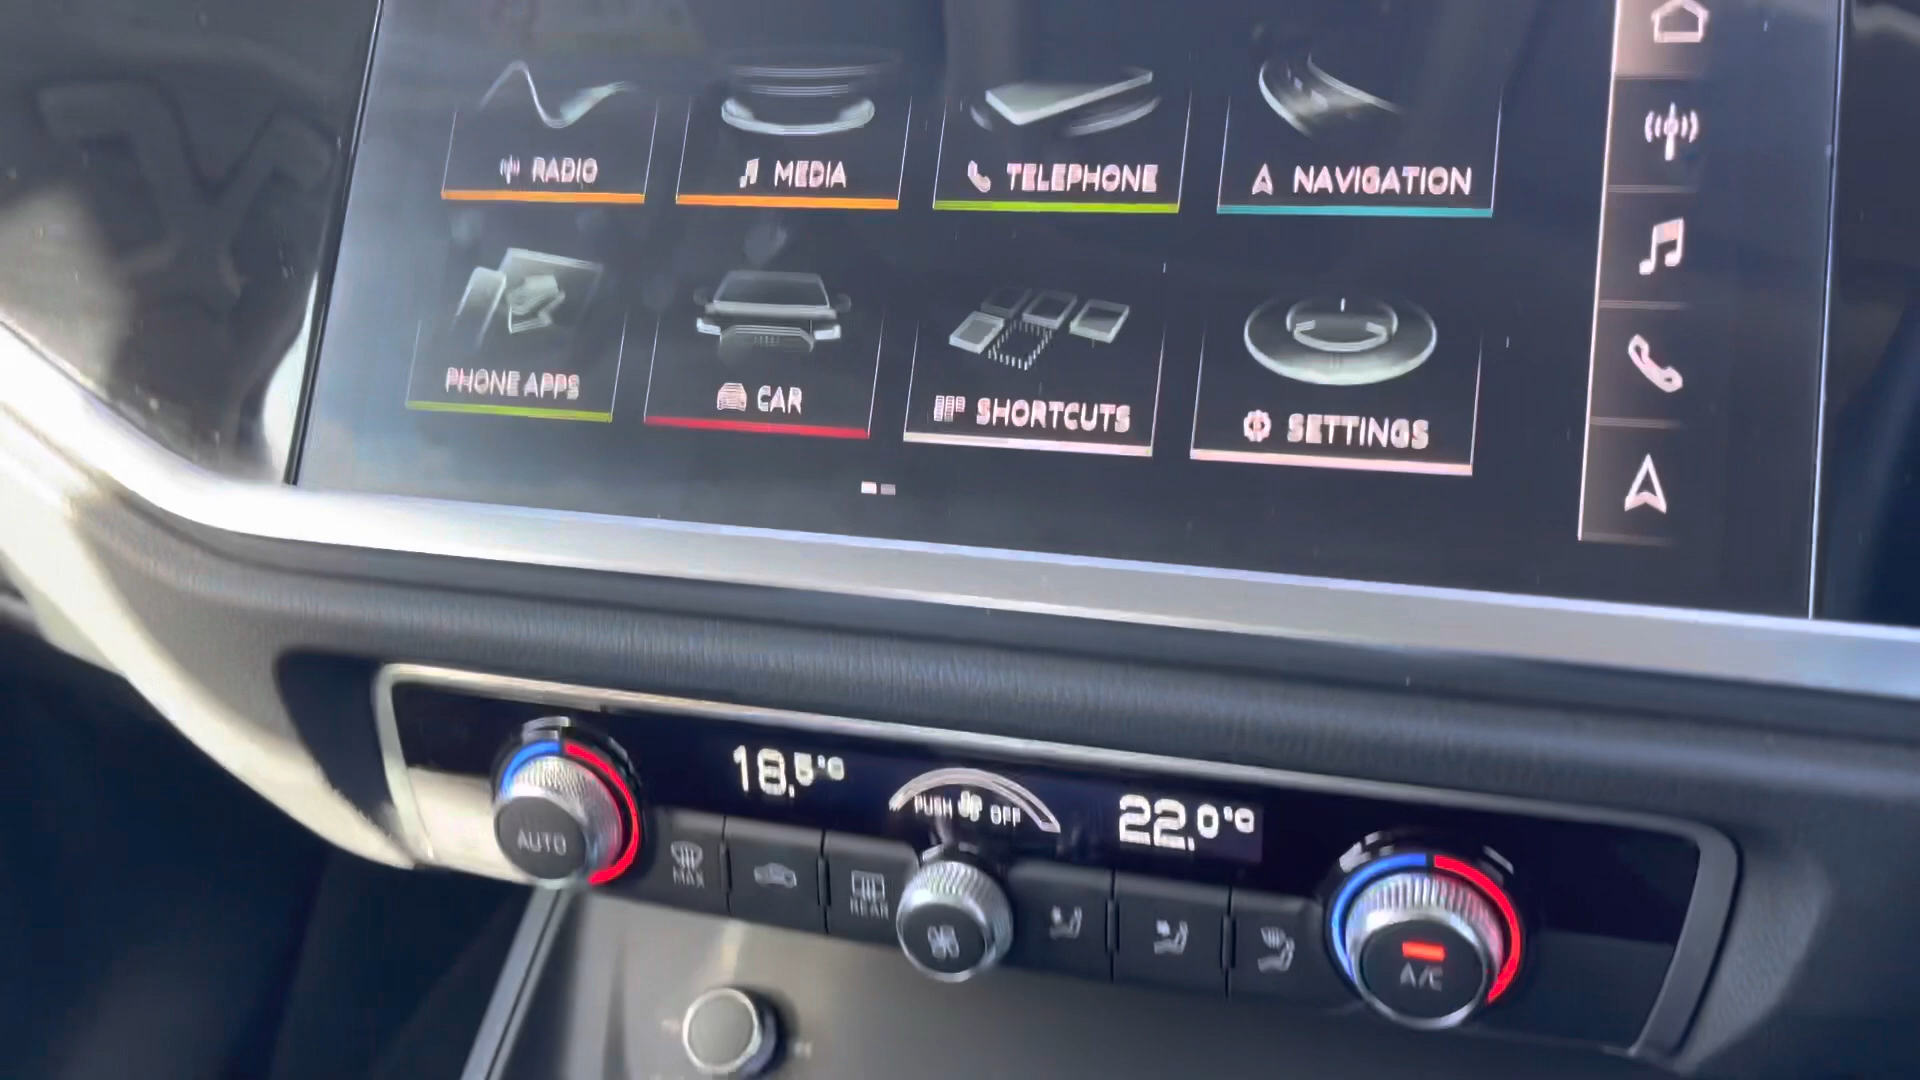 RADIO
MEDIA
TELEPHONE
NAVIGATION
PHONE APPS
CAR
SHORTCUTS
SETTINGS
18.5°C
PUSH OFF
22.0°C
AUTO
MAX
REAR
A/C